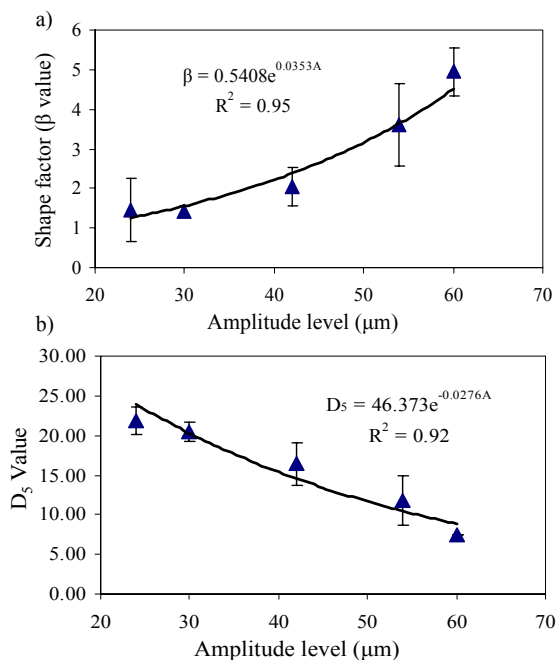 a)
6
5
4
3
2
1
0
Shape factor (β value)
β = 0.5408e^0.0353A
R^2 = 0.95
20 30 40 50 60 70
Amplitude level (μm)
b)
30.00
25.00
20.00
15.00
10.00
5.00
0.00
D5 Value
D5 = 46.373e^-0.0276A
R^2 = 0.92
20 30 40 50 60 70
Amplitude level (μm)